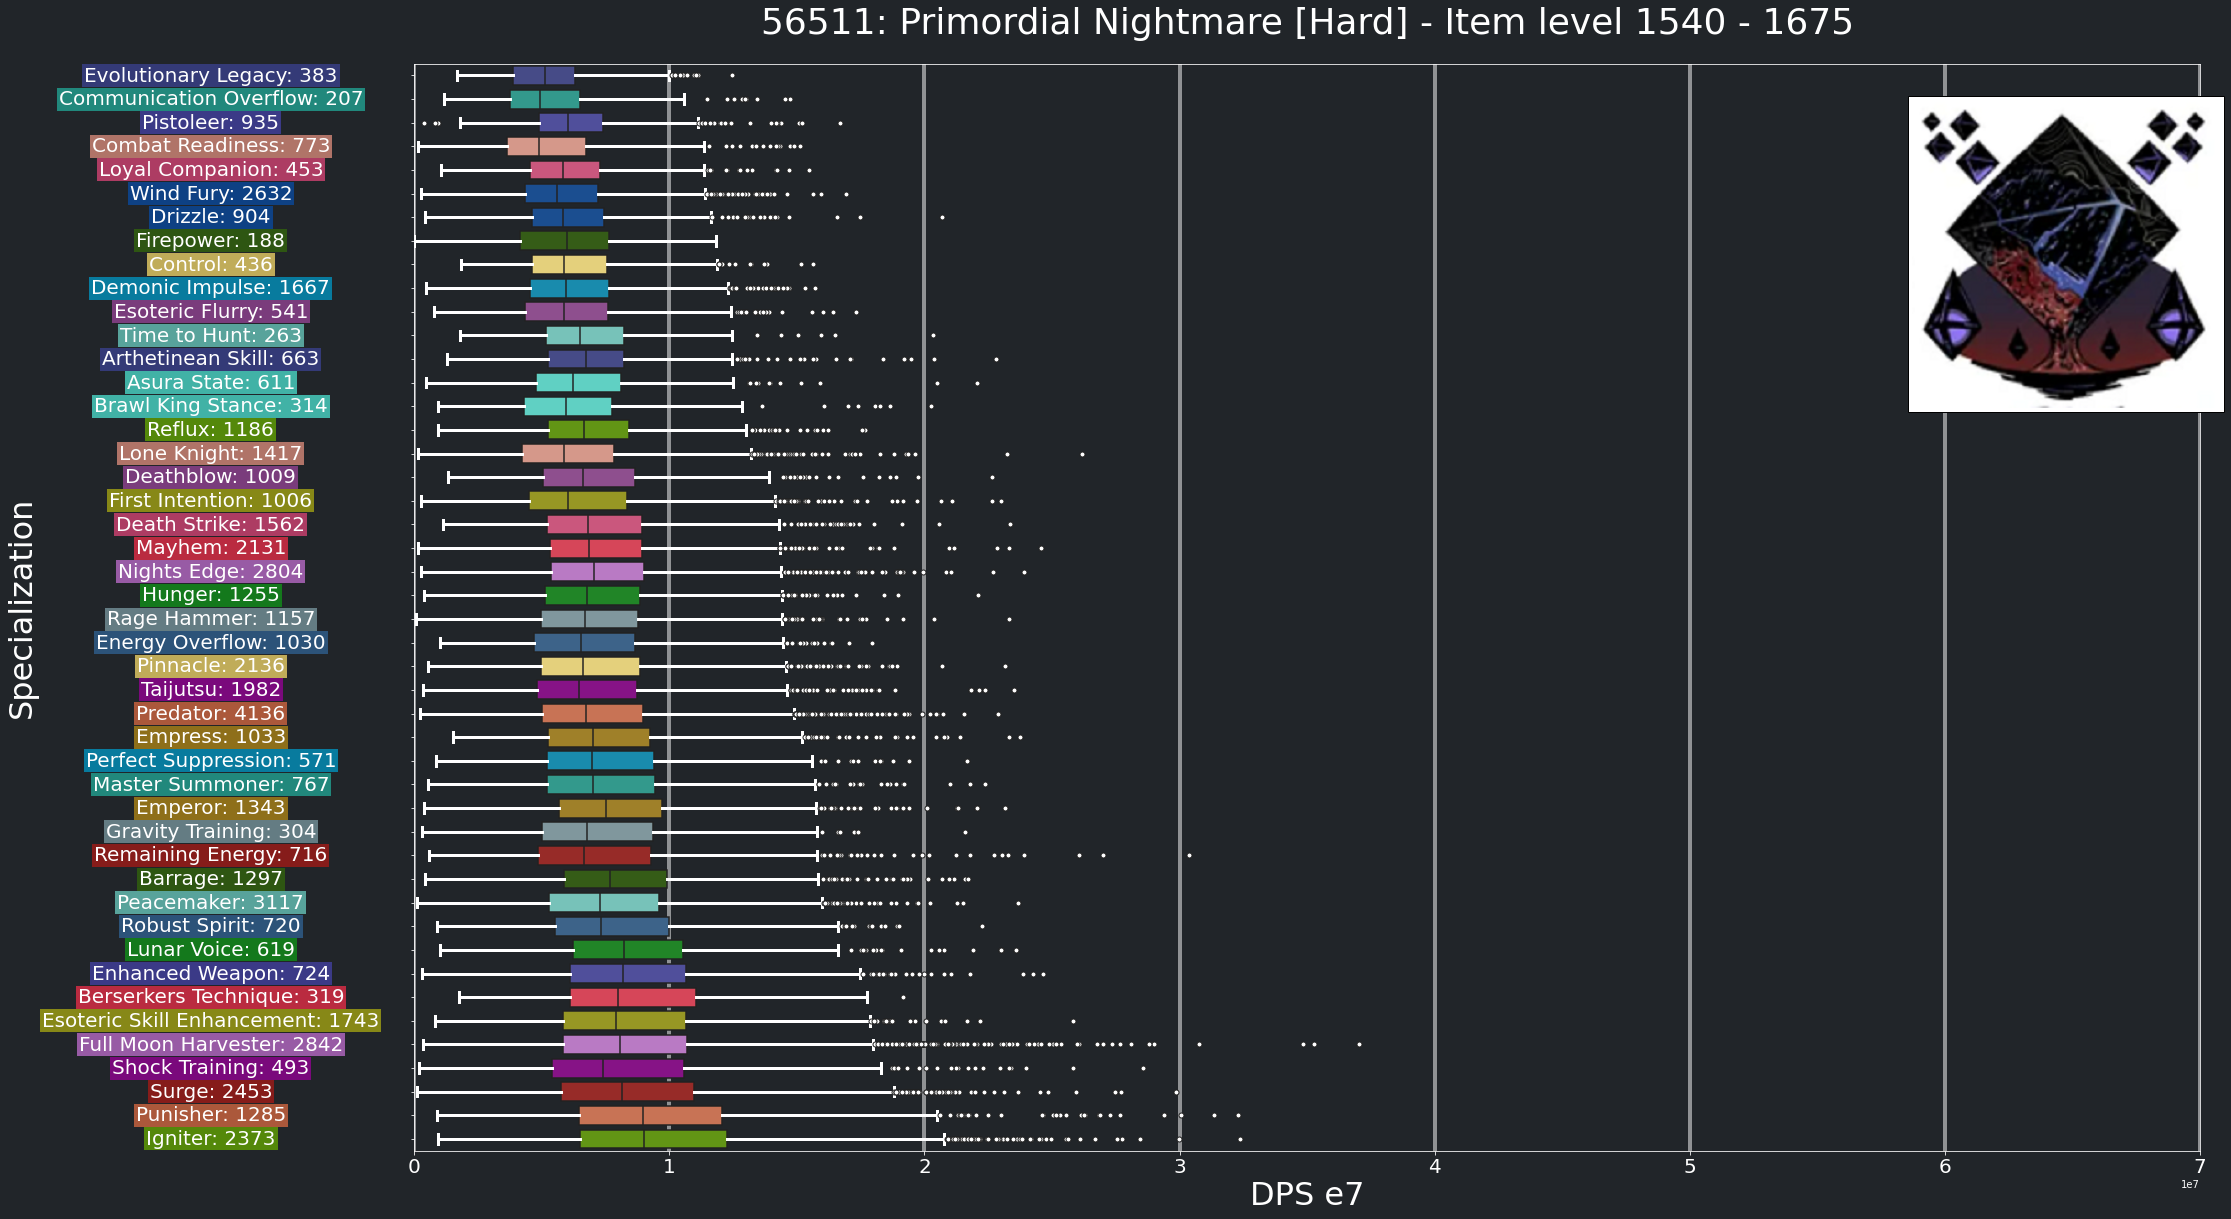 56511: Primordial Nightmare [Hard] - Item level 1540 - 1675
Evolutionary Legacy: 383
Communication Overflow: 207
Pistoleer: 935
Combat Readiness: 773
Loyal Companion: 453
Wind Fury: 2632
Drizzle: 904
Firepower: 188
Control: 436
Demonic Impulse: 1667
Esoteric Flurry: 541
Time to Hunt: 263
Arthetinean Skill: 663
Asura State: 611
Brawl King Stance: 314
Reflux: 1186
Lone Knight: 1417
Deathblow: 1009
First Intention: 1006
Death Strike: 1562
Mayhem: 2131
Nights Edge: 2804
Hunger: 1255
Rage Hammer: 1157
Energy Overflow: 1030
Pinnacle: 2136
Taijutsu: 1982
Predator: 4136
Empress: 1033
Perfect Suppression: 571
Master Summoner: 767
Emperor: 1343
Gravity Training: 304
Remaining Energy: 716
Barrage: 1297
Peacemaker: 3117
Robust Spirit: 720
Lunar Voice: 619
Enhanced Weapon: 724
Berserkers Technique: 319
Esoteric Skill Enhancement: 1743
Full Moon Harvester: 2842
Shock Training: 493
Surge: 2453
Punisher: 1285
Igniter: 2373
Specialization
0 1 2 3 4 5 6 7
1e7
DPS e7